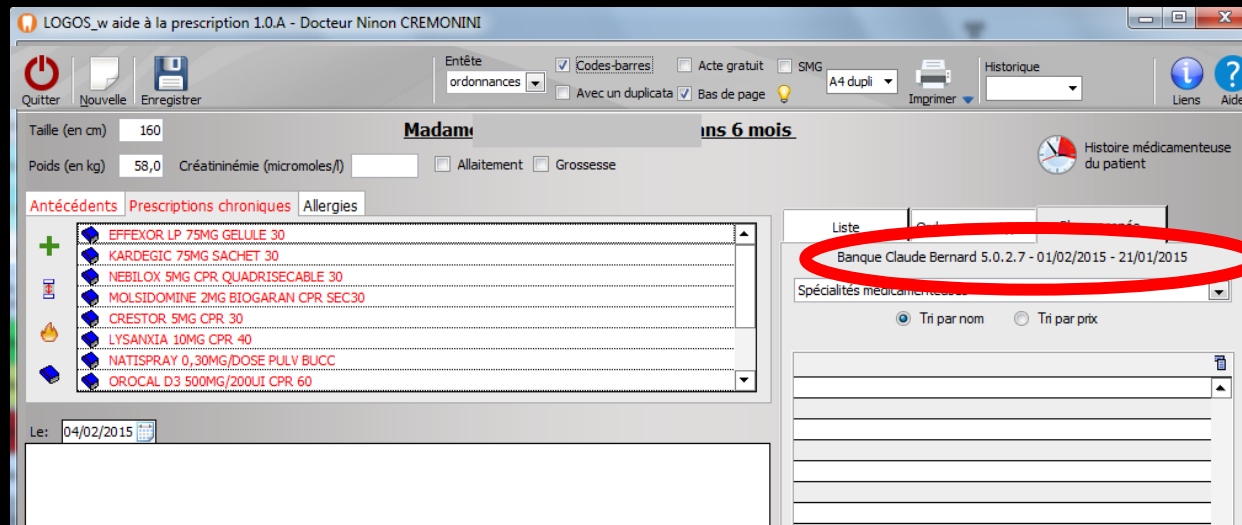 LOGOS_w aide à la prescription 1.0.A - Docteur Ninon CREMONINI
Quitter Nouvelle Enregistrer
Entête
ordonnances
Codes-barres
Acte gratuit
SMG
Avec un duplicata
Bas de page
A4 dupli
Imprimer
Historique
Liens
Aide
Taille (en cm) 160
Madame
ans 6 mois
Poids (en kg) 58,0 Créatininémie (micromoles/l) Allaitement Grossesse
Histoire médicamenteuse
du patient
Antécédents Prescriptions chroniques Allergies
EFFEXOR LP 75MG GELULE 30
KARDEGIC 75MG SACHET 30
NEBILOX 5MG CPR QUADRISECABLE 30
MOLSIDOMINE 2MG BIOGARAN CPR SEC30
CRESTOR 5MG CPR 30
LYSANXIA 10MG CPR 40
NATISPRAY 0,30MG/DOSE PULV BUCC
OROCAL D3 500MG/200UI CPR 60
Liste
Banque Claude Bernard 5.0.2.7 - 01/02/2015 - 21/01/2015
Spécialités médicamenteuses
Tri par nom Tri par prix
Le: 04/02/2015